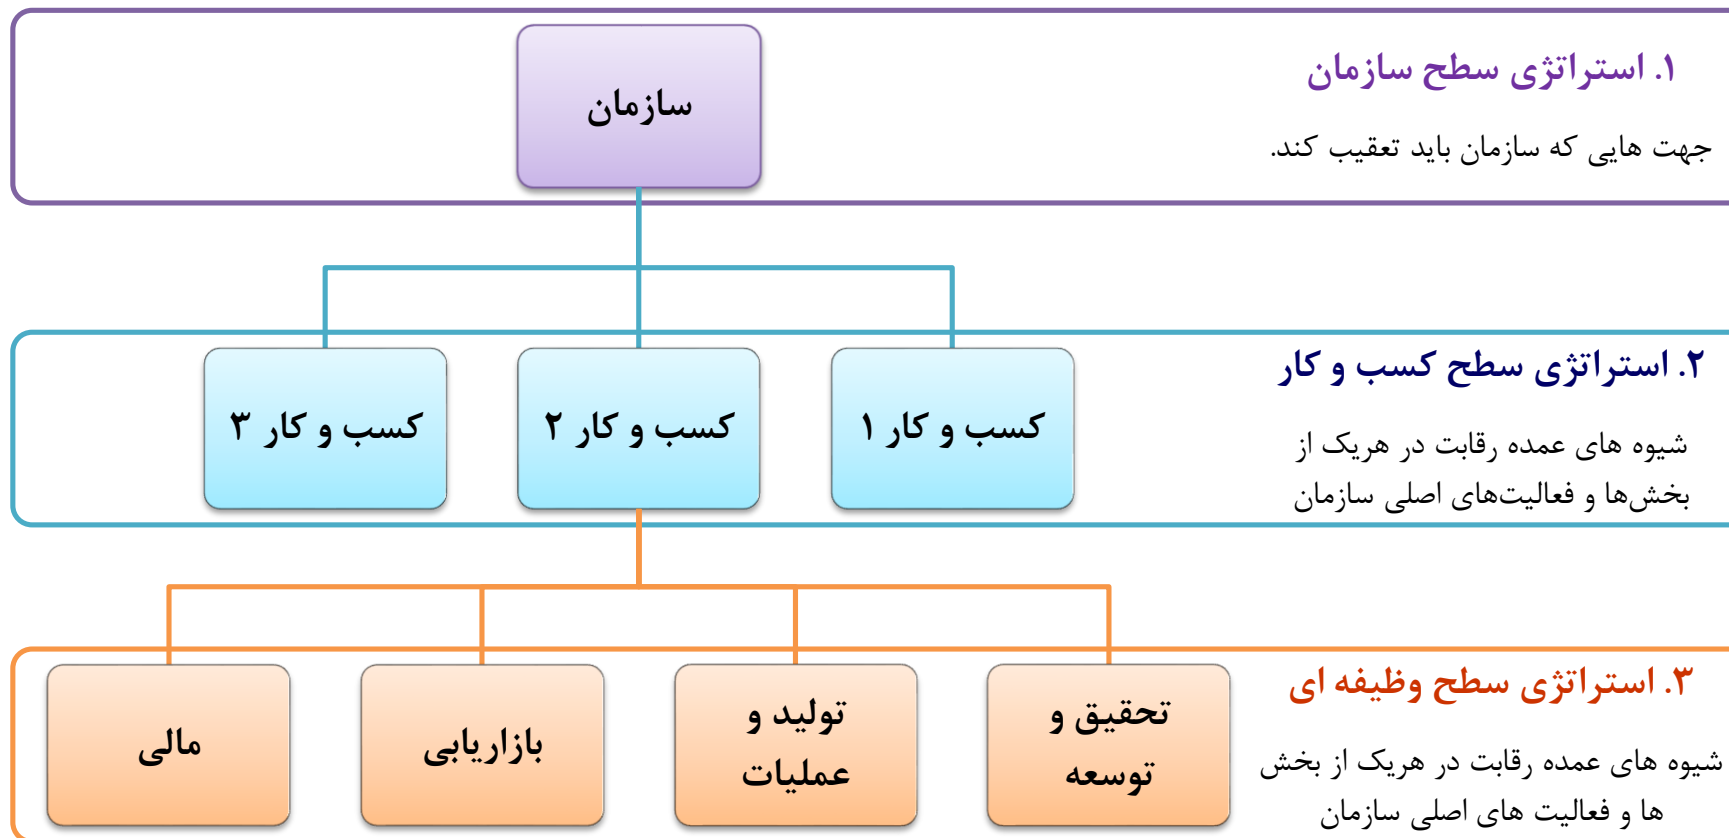 ۱. استراتژی سطح سازمان
جهت هایی که سازمان باید تعقیب کند.
سازمان
۲. استراتژی سطح کسب و کار
شیوه های عمده رقابت در هریک از
بخش‌ها و فعالیت‌های اصلی سازمان
کسب و کار ۱
کسب و کار ۲
کسب و کار ۳
۳. استراتژی سطح وظیفه ای
شیوه های عمده رقابت در هریک از بخش
ها و فعالیت های اصلی سازمان
تحقیق و
توسعه
تولید و
عملیات
بازاریابی
مالی